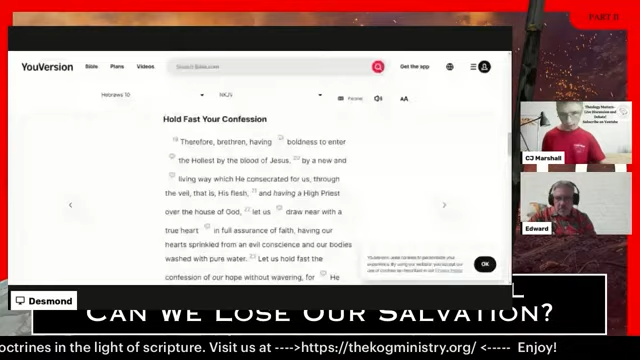 PART II
YouVersion
Bible Plans Videos Search Bible.com Get the app
Hebrews 10 NKJV AA
Hold Fast Your Confession
19 Therefore, brethren, having boldness to enter
the Holiest by the blood of Jesus, by a new and
living way which He consecrated for us, through
the veil, that is, His flesh, 21 and having a High Priest
over the house of God, let us draw near with a
true heart in full assurance of faith, having our
hearts sprinkled from an evil conscience and our bodies
washed with pure water. 23 Let us hold fast the
confession of our hope without wavering, for He
OK
CJ Marshall
Edward
Desmond
Can We Lose Our Salvation?
octrines in the light of scripture. Visit us at ---->https://thekogministry.org/ <----- Enjoy!